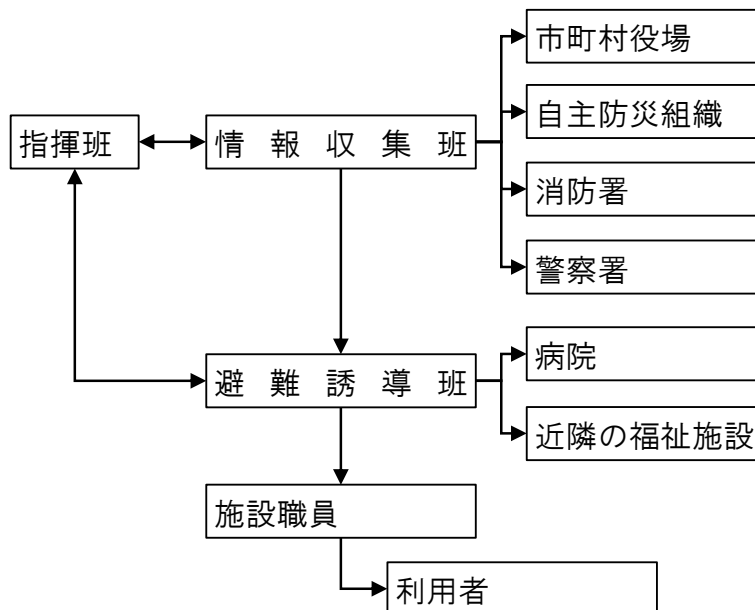 市町村役場
自主防災組織
指揮班
情報収集班
消防署
警察署
病院
避難誘導班
近隣の福祉施設
施設職員
利用者